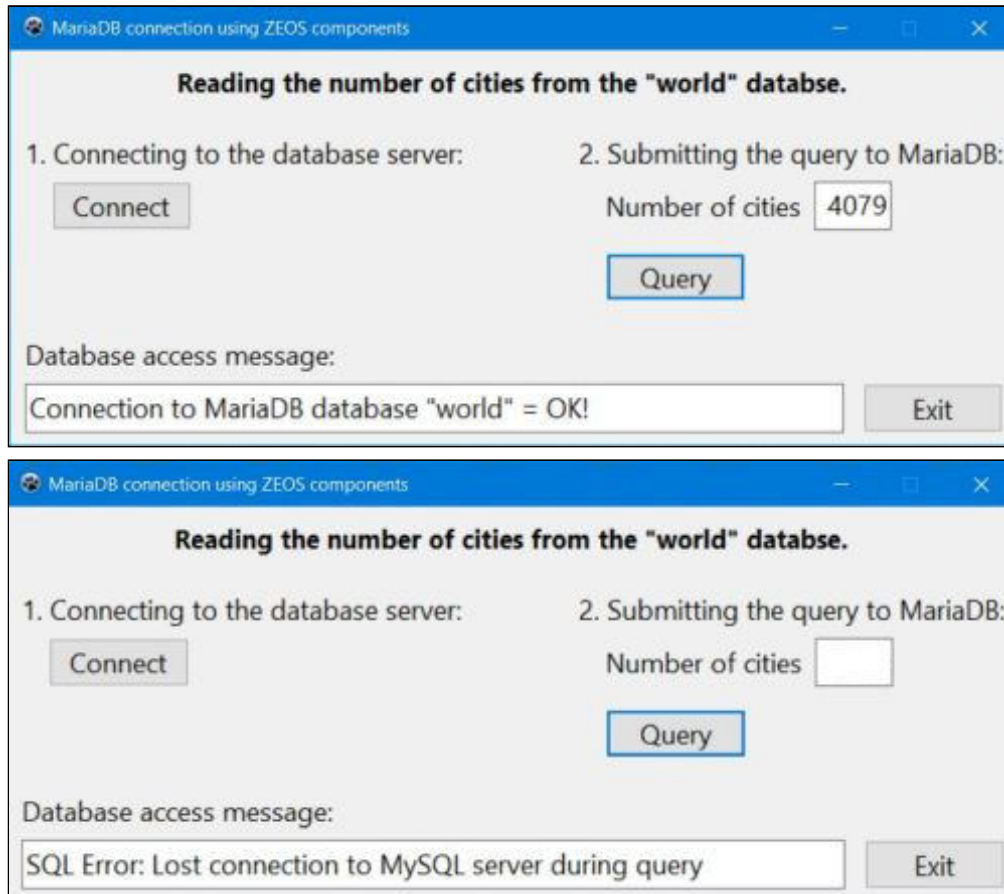 MariaDB connection using ZEOS components
Reading the number of cities from the "world" databse.
1. Connecting to the database server:
2. Submitting the query to MariaDB:
Connect
Number of cities 4079
Query
Database access message:
Connection to MariaDB database "world" = OK!
Exit
MariaDB connection using ZEOS components
Reading the number of cities from the "world" databse.
1. Connecting to the database server:
2. Submitting the query to MariaDB:
Connect
Number of cities
Query
Database access message:
SQL Error: Lost connection to MySQL server during query
Exit